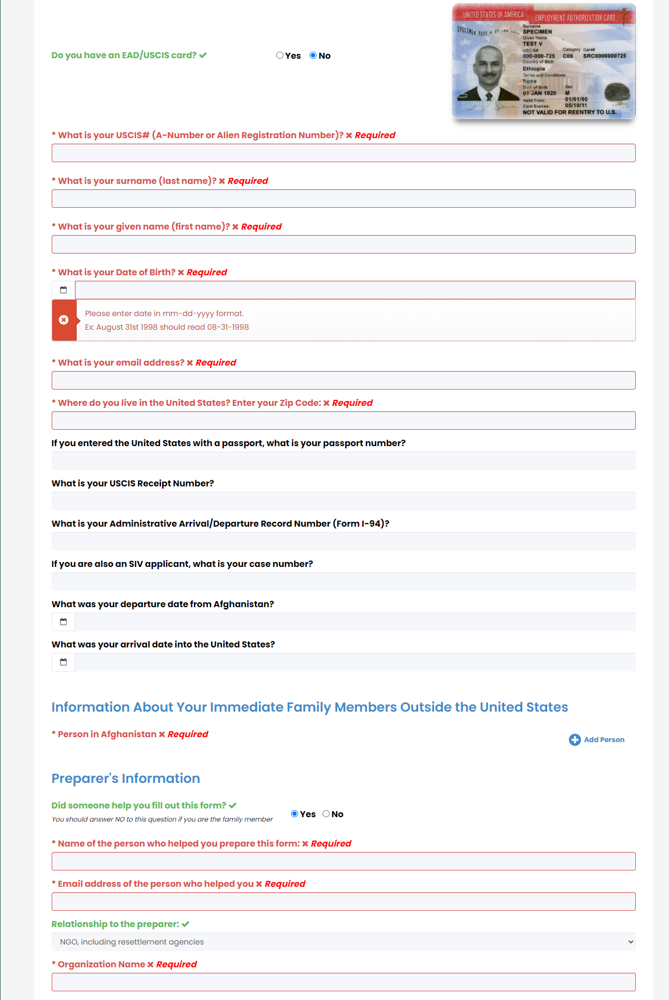 UNITED STATES OF AMERICA
EMPLOYMENT AUTHORIZATION CARD
SPECIMEN TEST V 01 JAN
Surname
SPECIMEN
Given Name
TEST V
USCIS# Category Card#
000-000-725 C09 SRC0000000725
Country of Birth
Ethiopia
Terms and Conditions
None
Date of Birth Sex
01 JAN 1920 M
Valid From: 01/01/80
Card Expires: 05/10/11
NOT VALID FOR REENTRY TO U.S.
Do you have an EAD/USCIS card? ✔ Yes No
* What is your USCIS# (A-Number or Alien Registration Number)? ✖ Required
* What is your surname (last name)? ✖ Required
* What is your given name (first name)? ✖ Required
* What is your Date of Birth? ✖ Required
Please enter date in mm-dd-yyyy format.
Ex: August 31st 1998 should read 08-31-1998
* What is your email address? ✖ Required
* Where do you live in the United States? Enter your Zip Code: ✖ Required
If you entered the United States with a passport, what is your passport number?
What is your USCIS Receipt Number?
What is your Administrative Arrival/Departure Record Number (Form I-94)?
If you are also an SIV applicant, what is your case number?
What was your departure date from Afghanistan?
What was your arrival date into the United States?
Information About Your Immediate Family Members Outside the United States
* Person in Afghanistan ✖ Required
Add Person
Preparer's Information
Did someone help you fill out this form? ✔
You should answer NO to this question if you are the family member
Yes No
* Name of the person who helped you prepare this form: ✖ Required
* Email address of the person who helped you ✖ Required
Relationship to the preparer: ✔
NGO, including resettlement agencies
* Organization Name ✖ Required